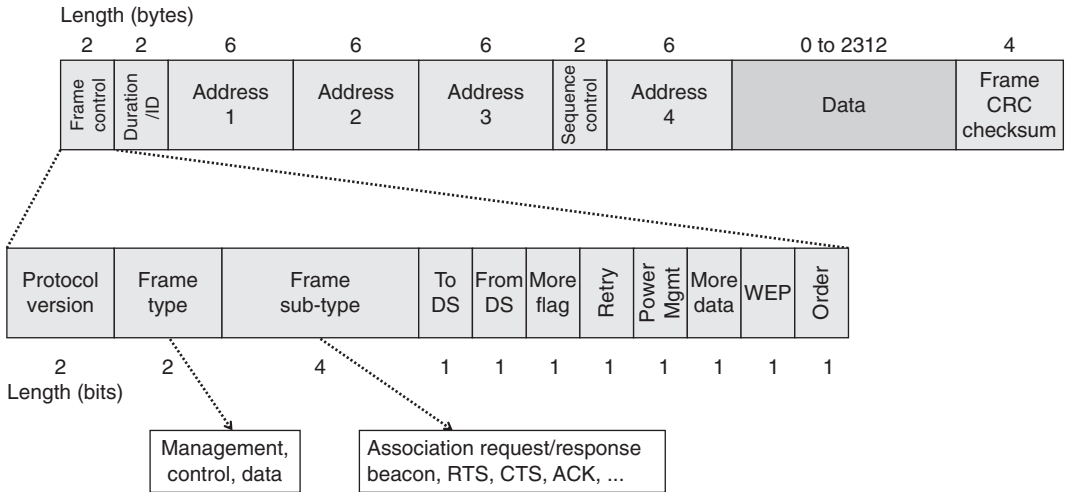 Length (bytes)
2 2 6 6 6 2 6 0 to 2312 4
Frame
control
Duration
/ID
Address
1
Address
2
Address
3
Sequence
control
Address
4
Data
Frame
CRC
checksum
Protocol
version
Frame
type
Frame
sub-type
To
DS
From
DS
More
flag
Retry
Power
Mgmt
More
data
WEP
Order
2 2 4 1 1 1 1 1 1 1 1
Length (bits)
Management,
control, data
Association request/response
beacon, RTS, CTS, ACK, ...